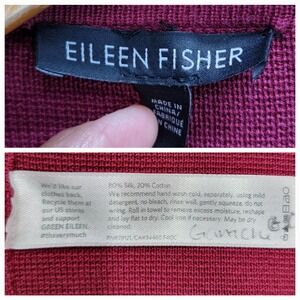 EILEEN FISHER
MADE IN
CHINA/
FABRIQUE
EN CHINE
We'd like our
clothes back.
Recycle them at
our US stores
and support
GREEN EILEEN.
#theverymuch
80% Silk, 20% Cotton
We recommend hand wash cold, separately, using mild
detergent, no bleach, rinse well, gently squeeze, do not
wring. Roll in towel to remove excess moisture, reshape
and lay flat to dry. Cool iron if necessary. May be dry
cleaned.